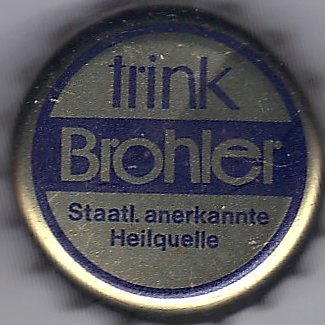 trink
Brohler
Staatl. anerkannte
Heilquelle